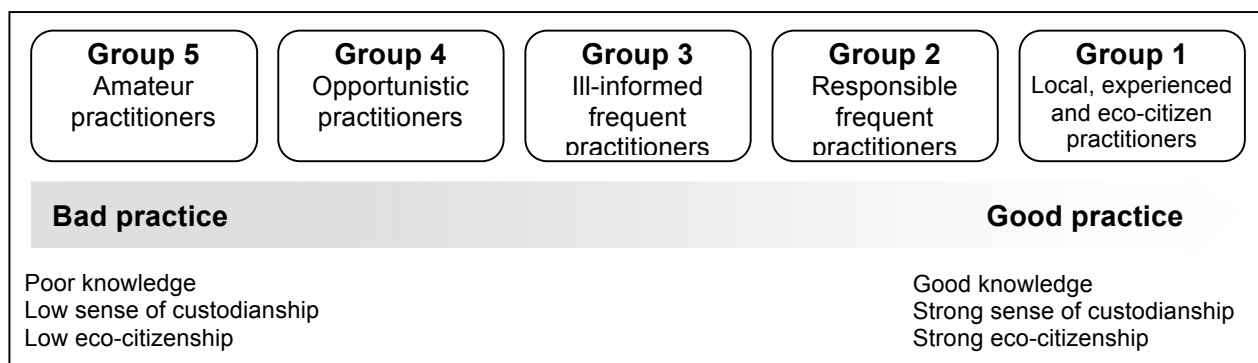 Group 5
Amateur
practitioners
Group 4
Opportunistic
practitioners
Group 3
Ill-informed
frequent
practitioners
Group 2
Responsible
frequent
practitioners
Group 1
Local, experienced
and eco-citizen
practitioners
Bad practice
Good practice
Poor knowledge
Low sense of custodianship
Low eco-citizenship
Good knowledge
Strong sense of custodianship
Strong eco-citizenship